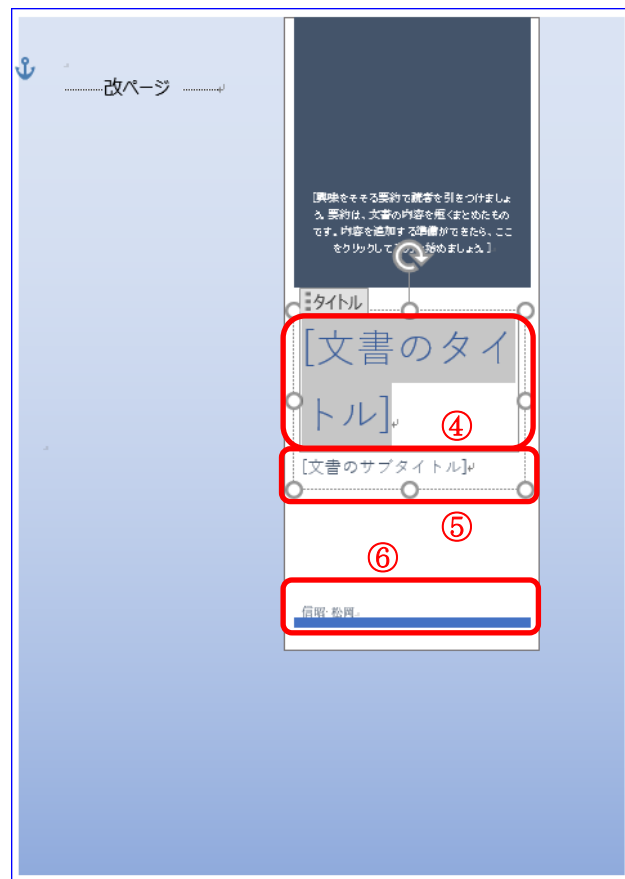 改ページ
[興味をそそる要約で読者を引きつけましょ
う。要約は、文書の内容を短くまとめたもの
です。内容を追加する準備ができたら、ここ
をクリックして 始めましょう。]
タイトル
[文書のタイ
トル]
④
[文書のサブタイトル]
⑤
⑥
信昭 松岡